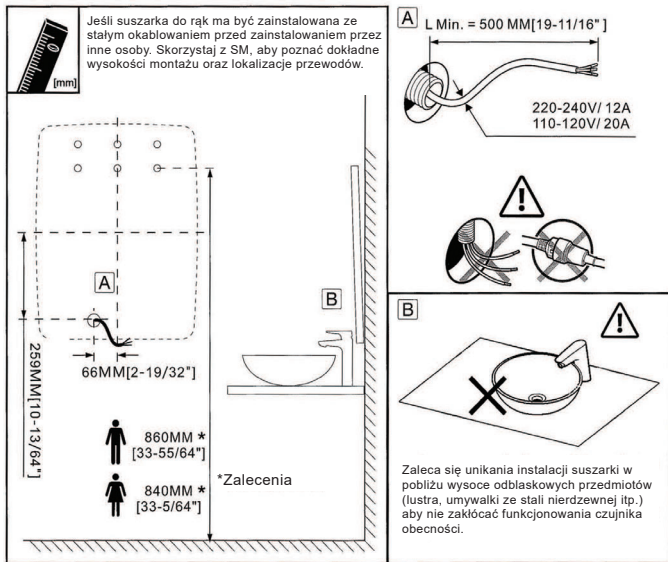 Jeśli suszarka do rąk ma być zainstalowana ze
stałym okablowaniem przed zainstalowaniem przez
inne osoby. Skorzystaj z SM, aby poznać dokładne
wysokości montażu oraz lokalizacje przewodów.
[mm]
A
B
259MM[10-13/64"]
66MM[2-19/32"]
860MM *
[33-55/64"]
840MM *
[33-5/64"]
*Zalecenia
A
L Min. = 500 MM[19-11/16"]
220-240V/ 12A
110-120V/ 20A
B
Zaleca się unikania instalacji suszarki w
pobliżu wysoce odblaskowych przedmiotów
(lustra, umywalki ze stali nierdzewnej itp.)
aby nie zakłócać funkcjonowania czujnika
obecności.